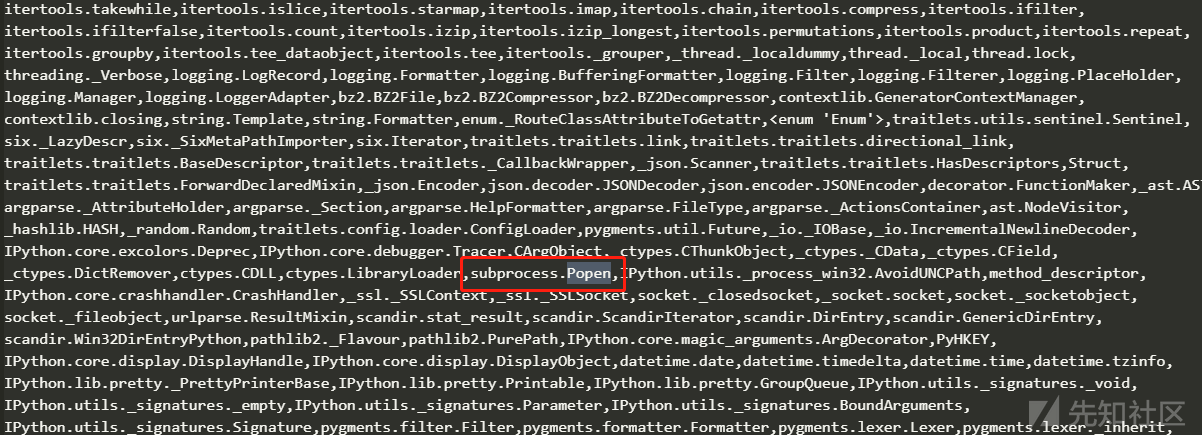 itertools.takewhile,itertools.islice,itertools.starmap,itertools.imap,itertools.chain,itertools.compress,itertools.ifilter,
itertools.ifilterfalse,itertools.count,itertools.izip,itertools.izip_longest,itertools.permutations,itertools.product,itertools.repeat,
itertools.groupby,itertools.tee_dataobject,itertools.tee,itertools._grouper,_thread._localdummy,thread._local,thread.lock,
threading._Verbose,logging.LogRecord,logging.Formatter,logging.BufferingFormatter,logging.Filter,logging.Filterer,logging.PlaceHolder,
logging.Manager,logging.LoggerAdapter,bz2.BZ2File,bz2.BZ2Compressor,bz2.BZ2Decompressor,contextlib.GeneratorContextManager,
contextlib.closing,string.Template,string.Formatter,enum._RouteClassAttributeToGetattr,<enum 'Enum'>,traitlets.utils.sentinel.Sentinel,
six._LazyDescr,six._SixMetaPathImporter,six.Iterator,traitlets.traitlets.link,traitlets.traitlets.directional_link,
traitlets.traitlets.BaseDescriptor,traitlets.traitlets._CallbackWrapper,_json.Scanner,traitlets.traitlets.HasDescriptors,Struct,
traitlets.traitlets.ForwardDeclaredMixin,_json.Encoder,json.decoder.JSONDecoder,json.encoder.JSONEncoder,decorator.FunctionMaker,_ast.AST
argparse._AttributeHolder,argparse._Section,argparse.HelpFormatter,argparse.FileType,argparse._ActionsContainer,ast.NodeVisitor,
_hashlib.HASH,_random.Random,traitlets.config.loader.ConfigLoader,pygments.util.Future,_io._IOBase,_io.IncrementalNewlineDecoder,
IPython.core.excolors.Deprec,IPython.core.debugger.Tracer,CArgObject,_ctypes.CThunkObject,_ctypes._CData,_ctypes.CField,
_ctypes.DictRemover,ctypes.CDLL,ctypes.LibraryLoader,subprocess.Popen,IPython.utils._process_win32.AvoidUNCPath,method_descriptor,
IPython.core.crashhandler.CrashHandler,_ssl._SSLContext,_ssl._SSLSocket,socket._closedsocket,_socket.socket,socket._socketobject,
socket._fileobject,urlparse.ResultMixin,scandir.stat_result,scandir.ScandirIterator,scandir.DirEntry,scandir.GenericDirEntry,
scandir.Win32DirEntryPython,pathlib2._Flavour,pathlib2.PurePath,IPython.core.magic_arguments.ArgDecorator,PyHKEY,
IPython.core.display.DisplayHandle,IPython.core.display.DisplayObject,datetime.date,datetime.timedelta,datetime.time,datetime.tzinfo,
IPython.lib.pretty._PrettyPrinterBase,IPython.lib.pretty.Printable,IPython.lib.pretty.GroupQueue,IPython.utils._signatures._void,
IPython.utils._signatures._empty,IPython.utils._signatures.Parameter,IPython.utils._signatures.BoundArguments,
IPython.utils._signatures.Signature,pygments.filter.Filter,pygments.formatter.Formatter,pygments.lexer.Lexer,pygments.lexer._inherit,
先知社区